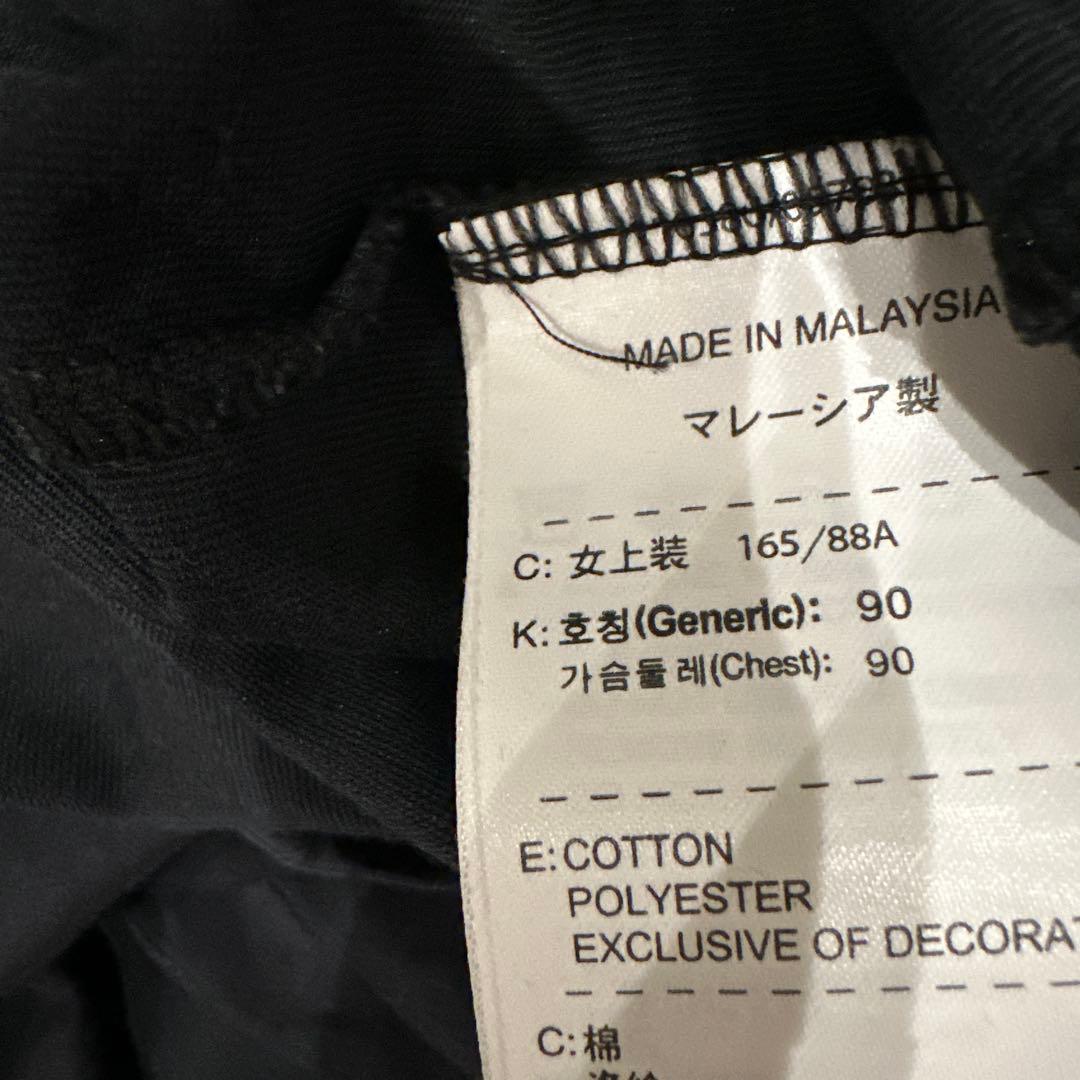 MADE IN MALAYSIA
マレーシア製
C: 女上装 165/88A
K: 호칭(Generic): 90
가슴둘레(Chest): 90
E: COTTON
POLYESTER
EXCLUSIVE OF
C: 棉